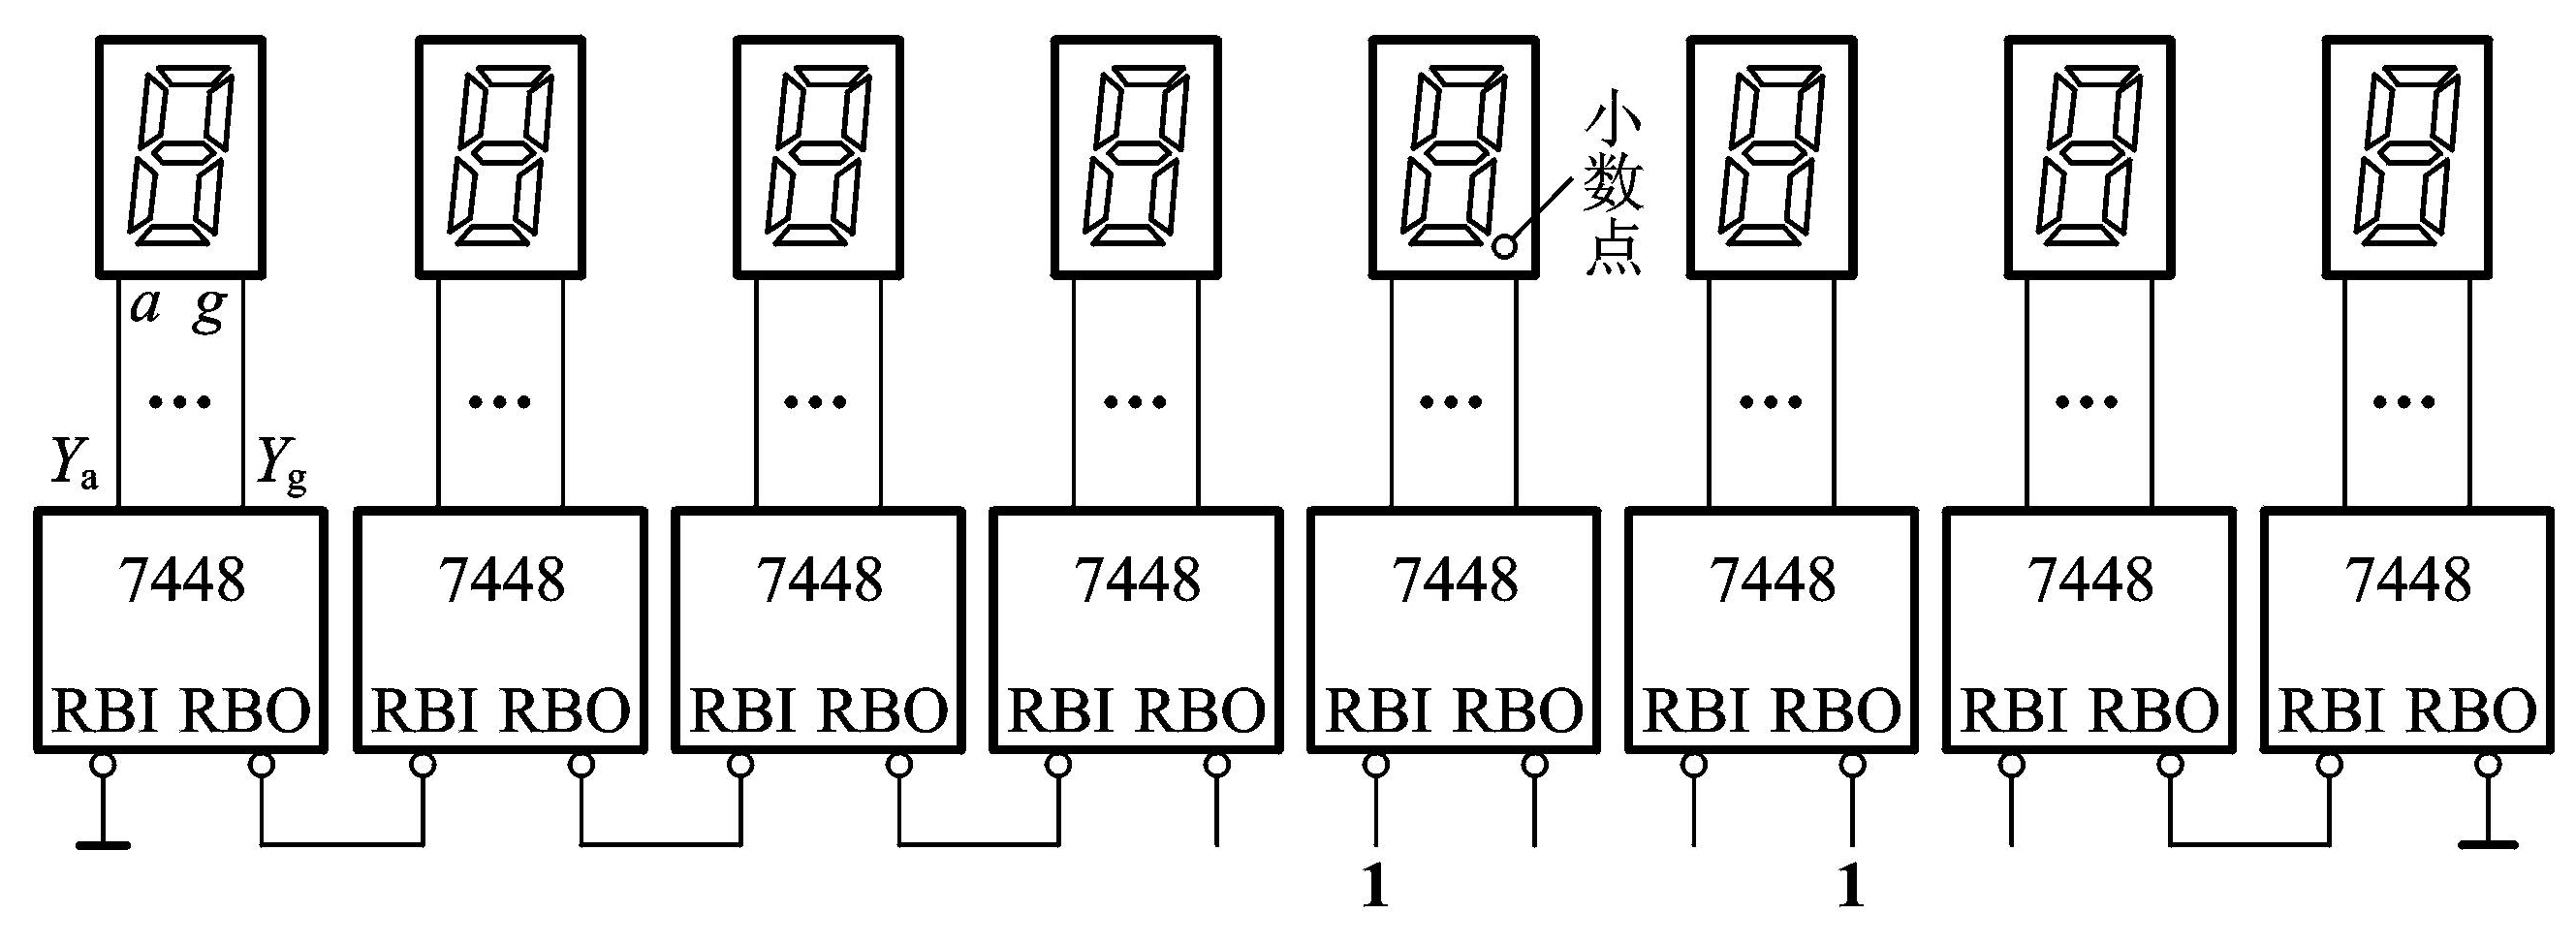 小数点
a g
Ya Yg
7448 7448 7448 7448 7448 7448 7448 7448
RBI RBO RBI RBO RBI RBO RBI RBO RBI RBO RBI RBO RBI RBO RBI RBO
1 1